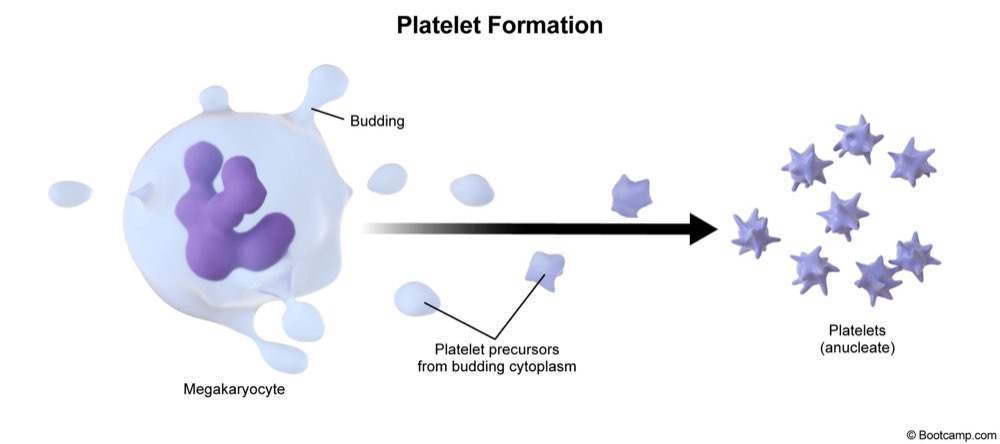 Platelet Formation
Budding
Platelet precursors
from budding cytoplasm
Platelets
(anucleate)
Megakaryocyte
© Bootcamp.com